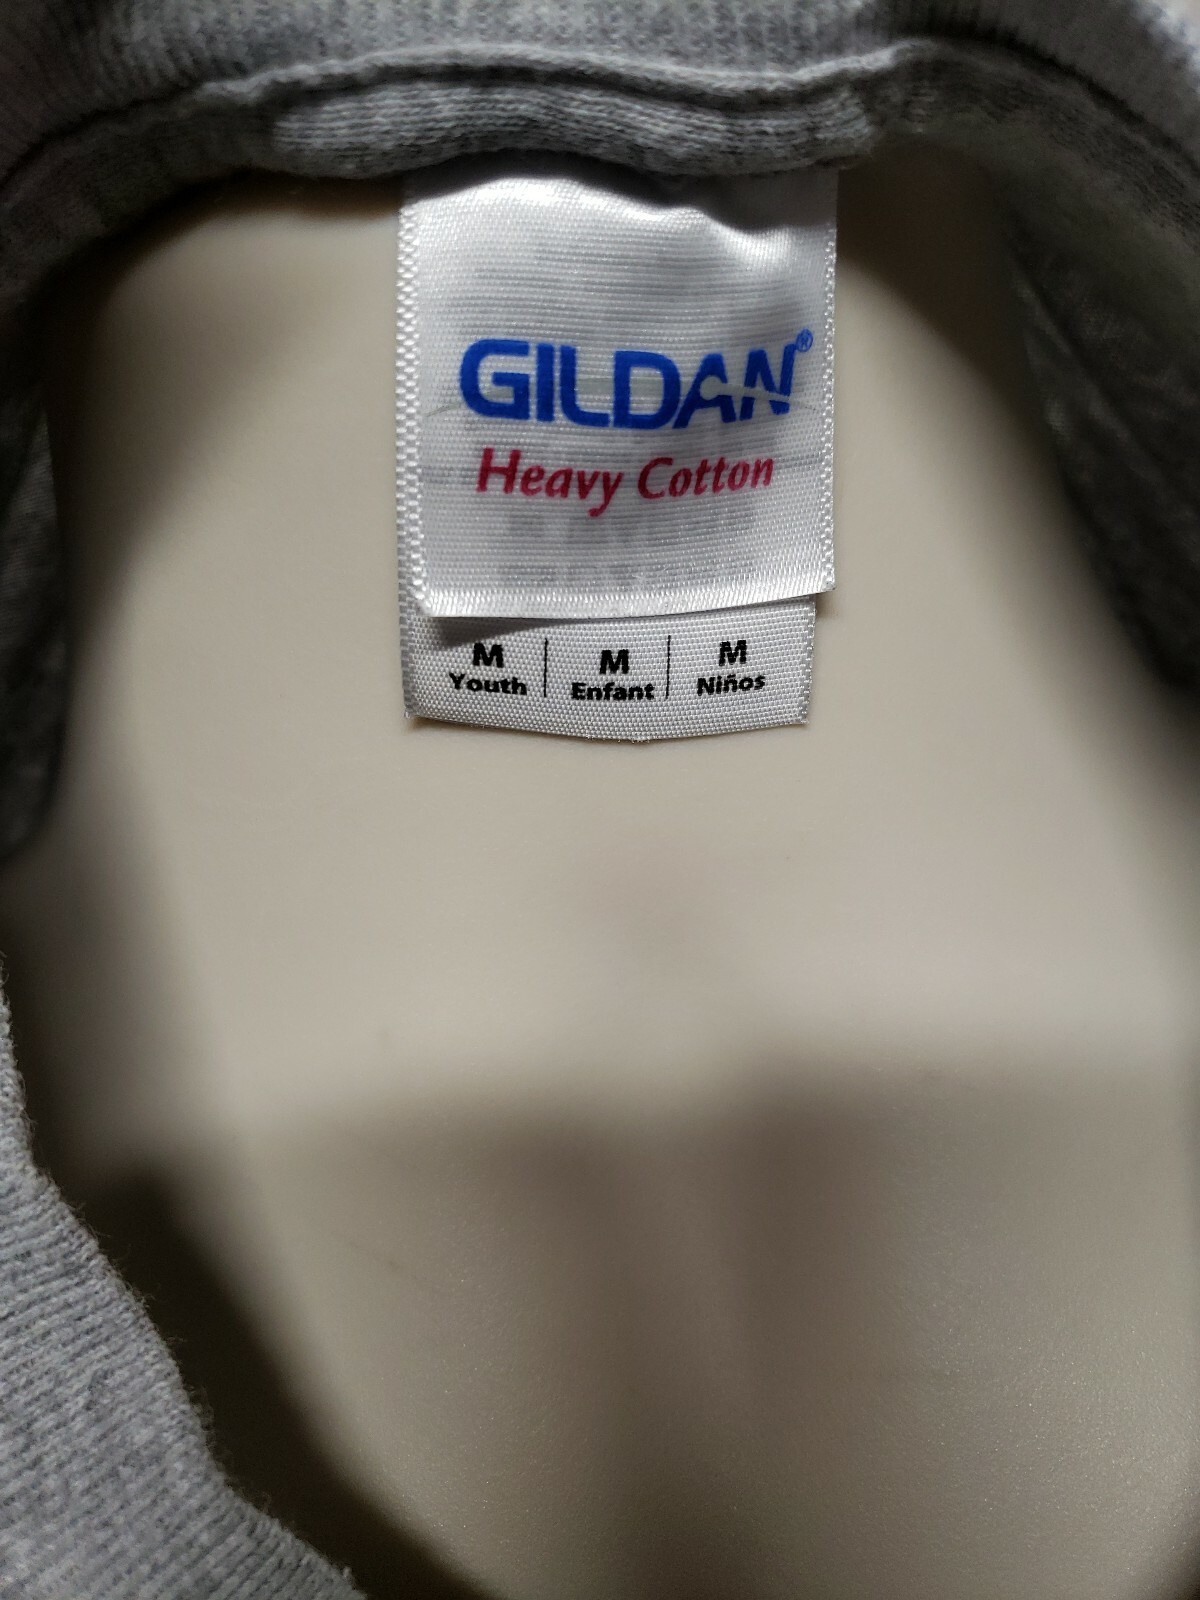 GILDAN®
Heavy Cotton
M M M
Youth Enfant Niños